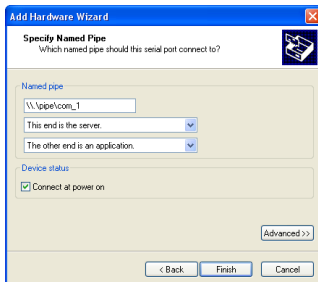 Add Hardware Wizard
Specify Named Pipe
Which named pipe should this serial port connect to?
Named pipe
\\.\pipe\com_1
This end is the server.
The other end is an application.
Device status
Connect at power on
Advanced >>
< Back
Finish
Cancel